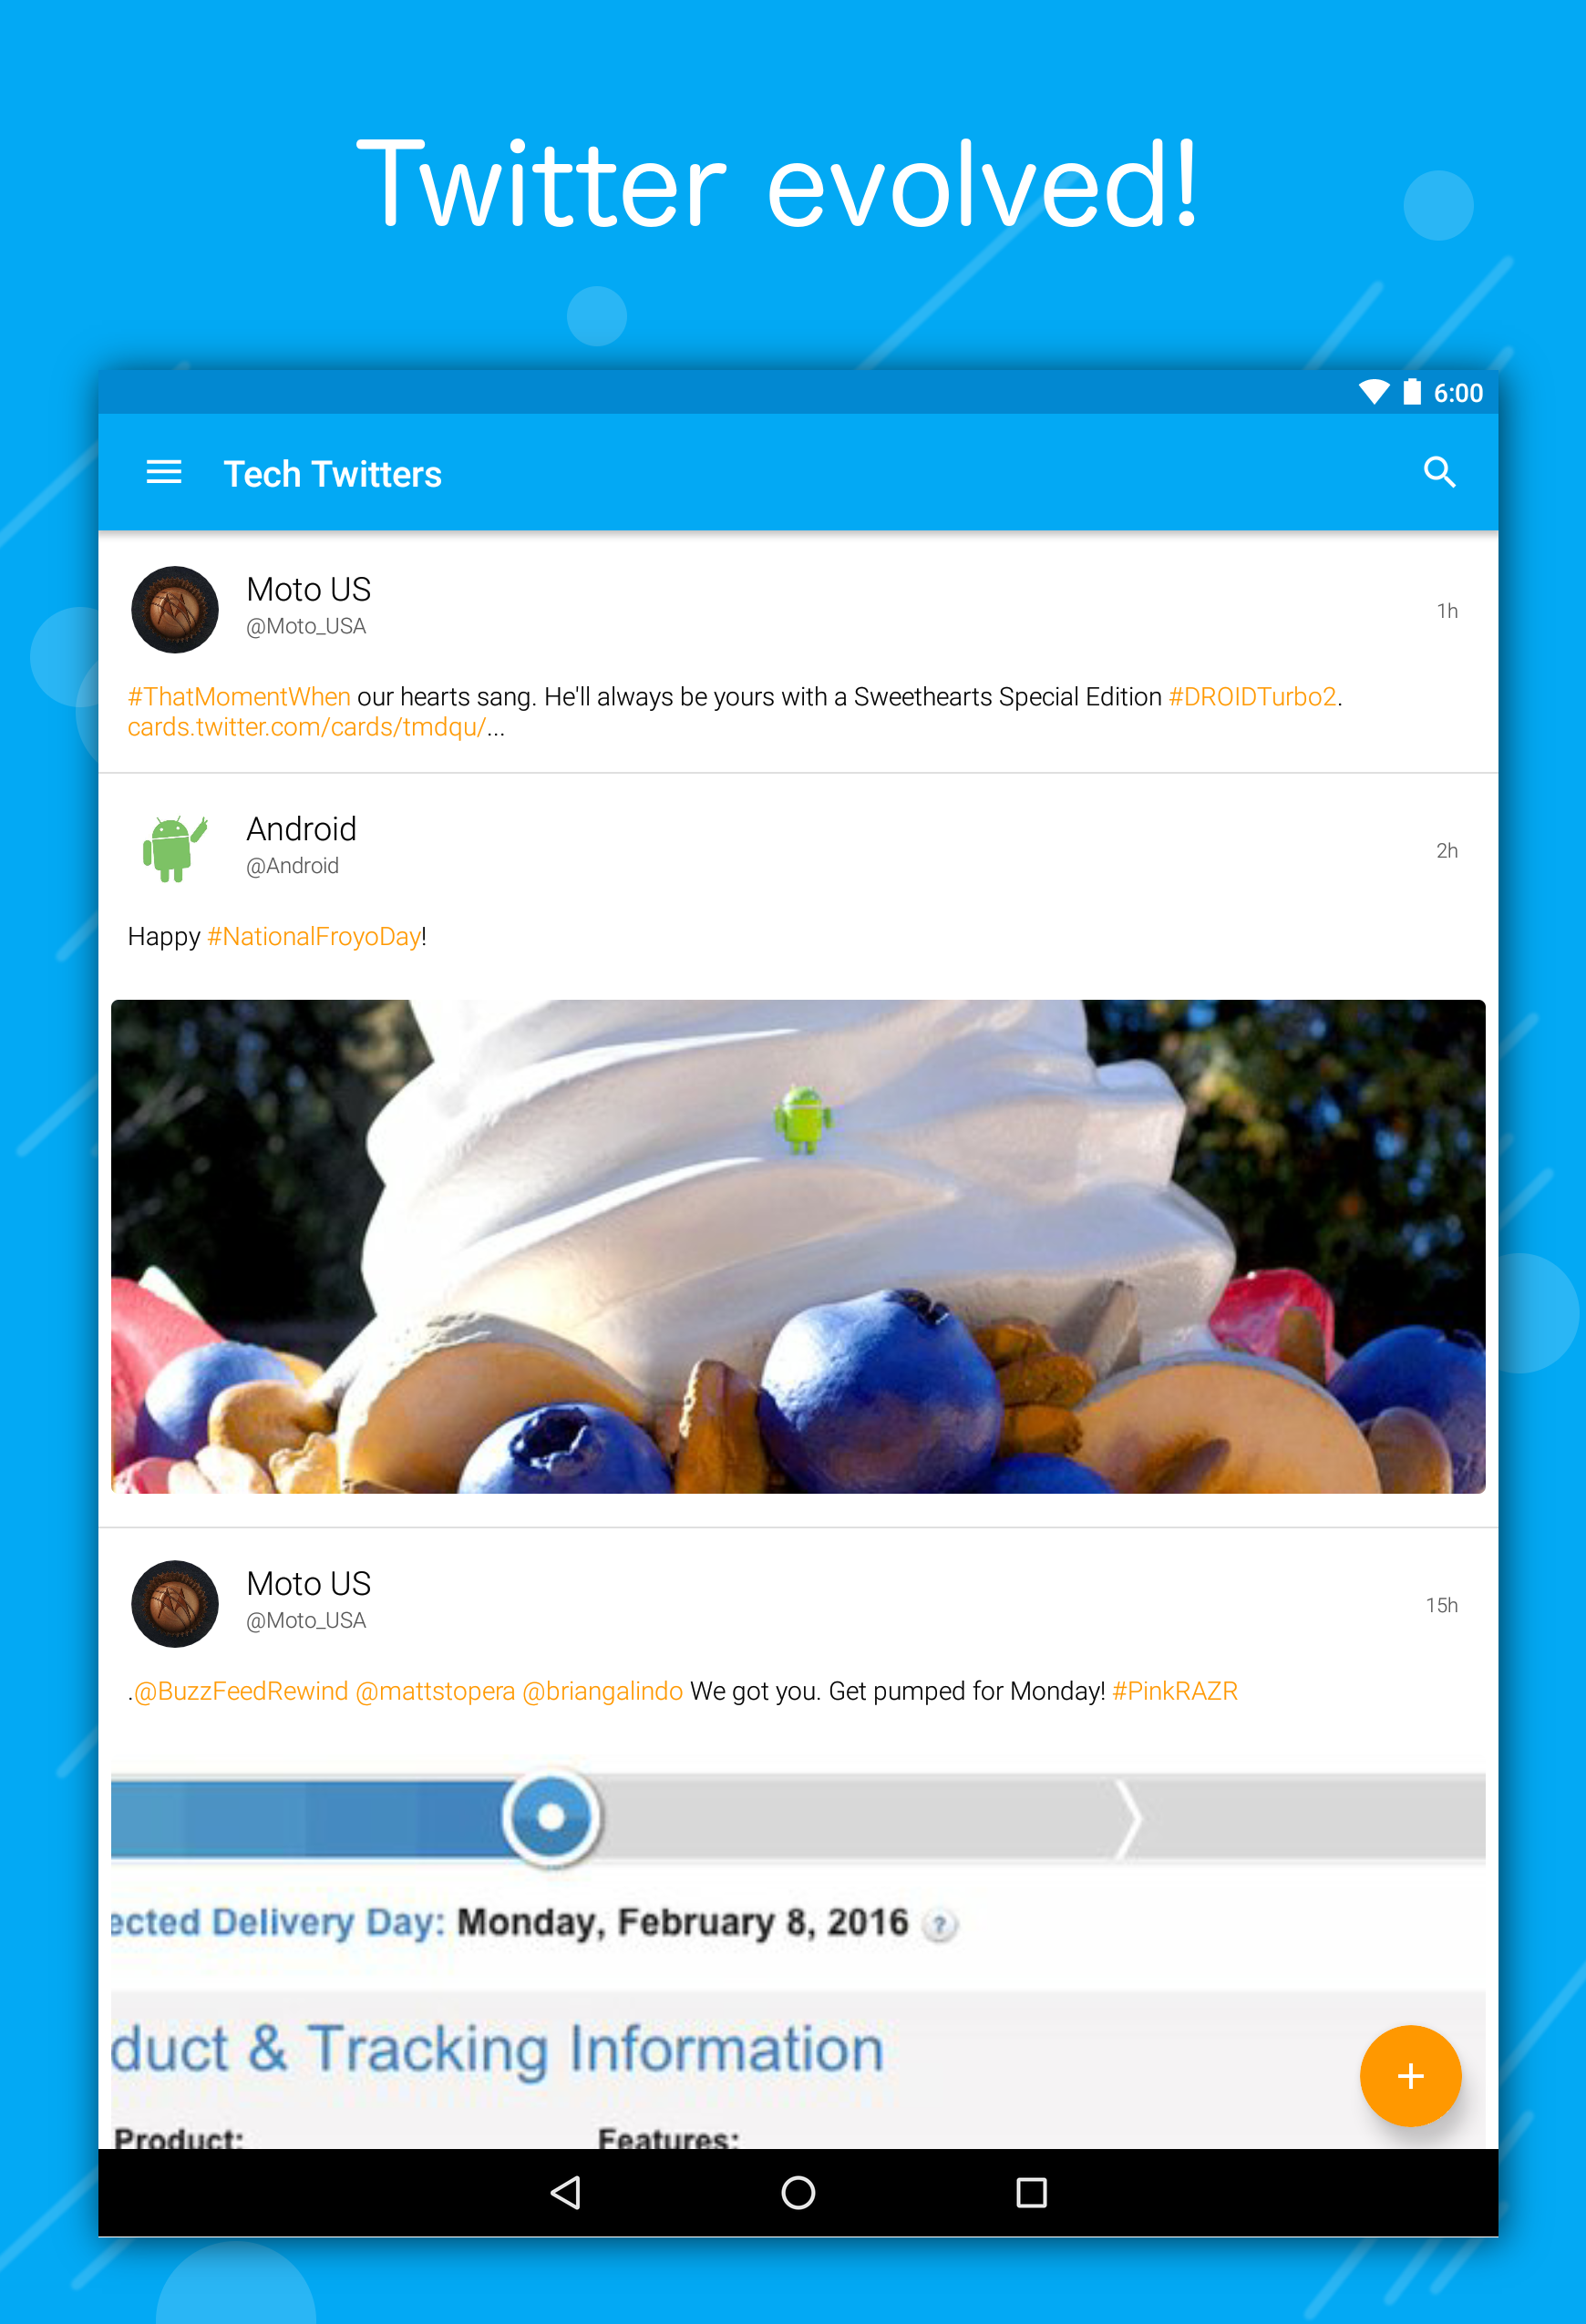 Twitter evolved!
6:00
Tech Twitters
Moto US
@Moto_USA
1h
#ThatMomentWhen our hearts sang. He'll always be yours with a Sweethearts Special Edition #DROIDTurbo2.
cards.twitter.com/cards/tmdqu/...
Android
@Android
2h
Happy #NationalFroyoDay!
Moto US
@Moto_USA
15h
.@BuzzFeedRewind @mattstopera @briangalindo We got you. Get pumped for Monday! #PinkRAZR
ected Delivery Day: Monday, February 8, 2016 ?
duct & Tracking Information
Product:
Features: